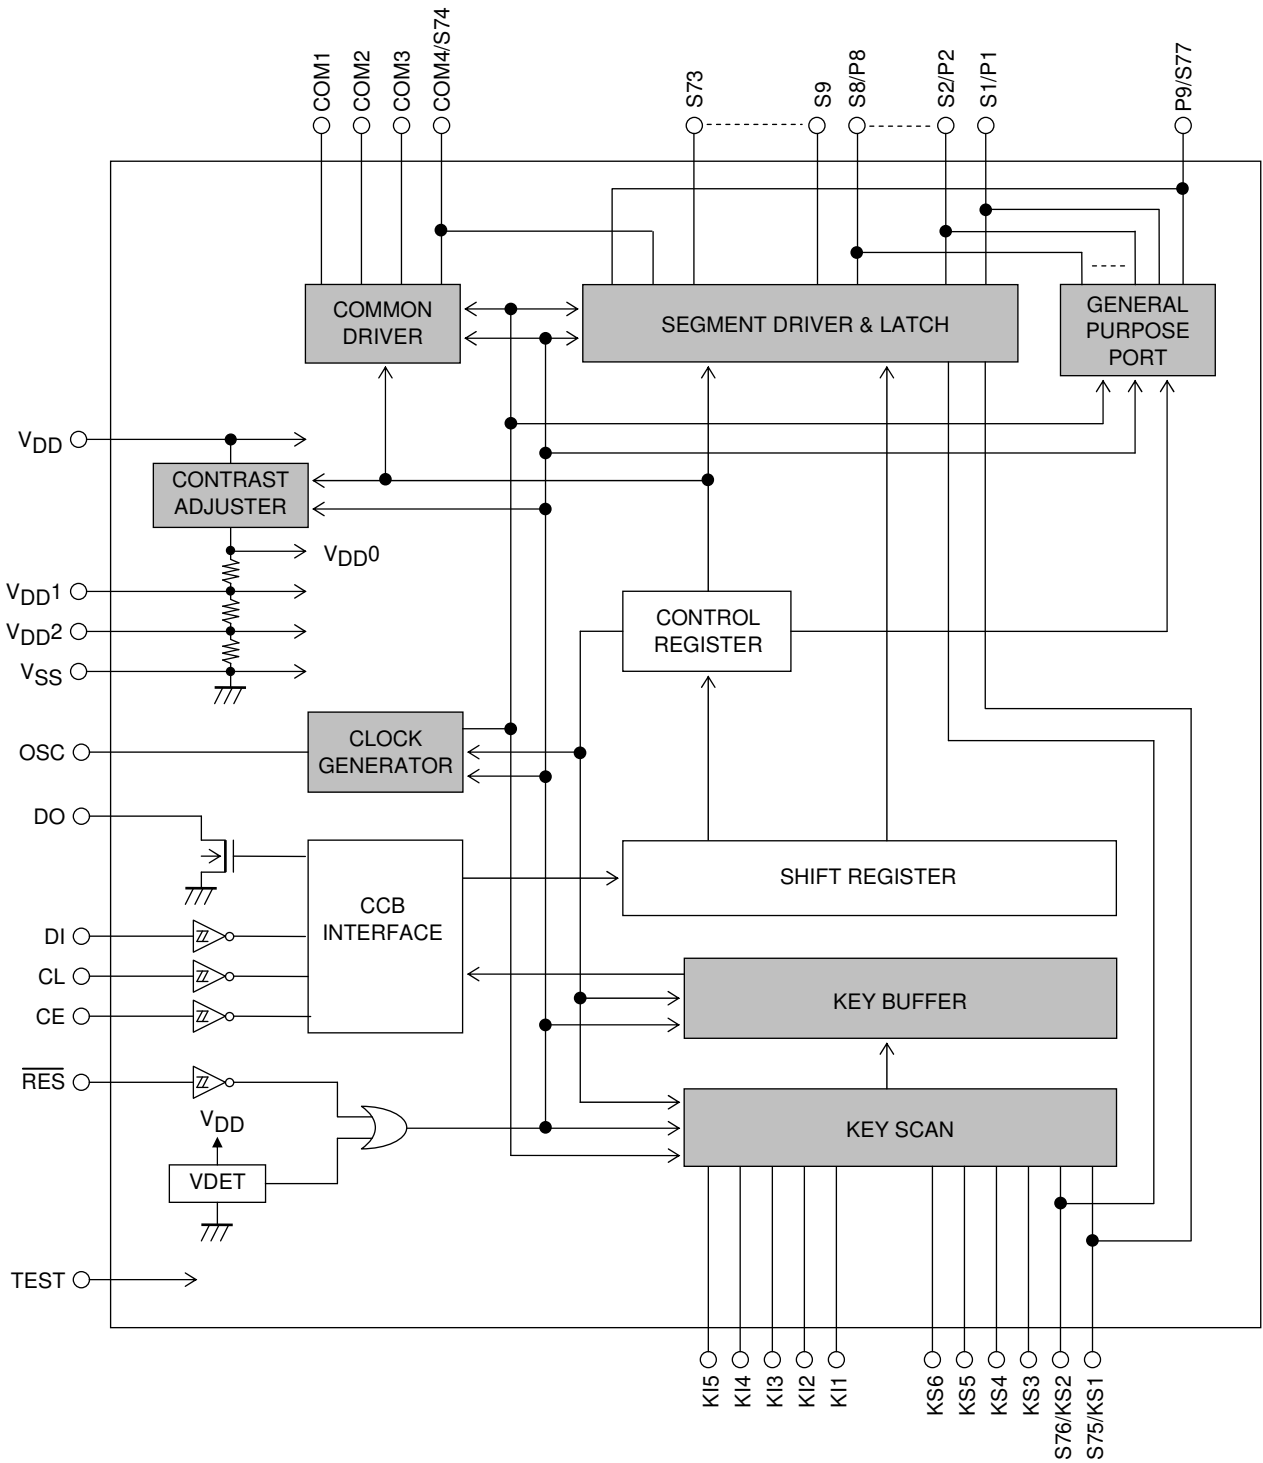 COM1
COM2
COM3
COM4/S74
S73
S9
S8/P8
S2/P2
S1/P1
P9/S77
COMMON
DRIVER
SEGMENT DRIVER & LATCH
GENERAL
PURPOSE
PORT
VDD
CONTRAST
ADJUSTER
VDD0
VDD1
VDD2
VSS
CONTROL
REGISTER
OSC
CLOCK
GENERATOR
DO
CCB
INTERFACE
SHIFT REGISTER
DI
CL
CE
KEY BUFFER
RES
VDD
VDET
KEY SCAN
TEST
KI5
KI4
KI3
KI2
KI1
KS6
KS5
KS4
KS3
S76/KS2
S75/KS1